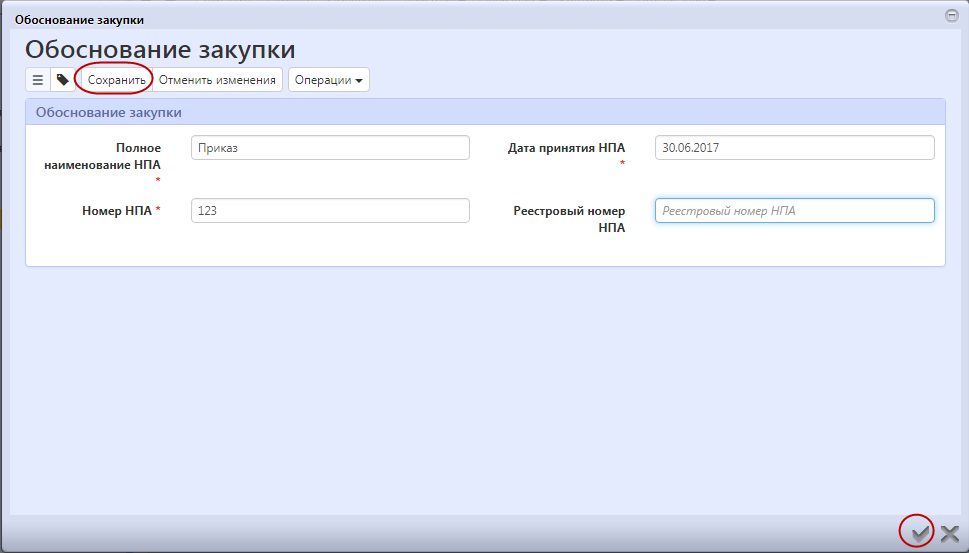 Обоснование закупки
Обоснование закупки
Сохранить Отменить изменения Операции
Обоснование закупки
Полное наименование НПА * Приказ Дата принятия НПА * 30.06.2017
Номер НПА * 123 Реестровый номер НПА Реестровый номер НПА